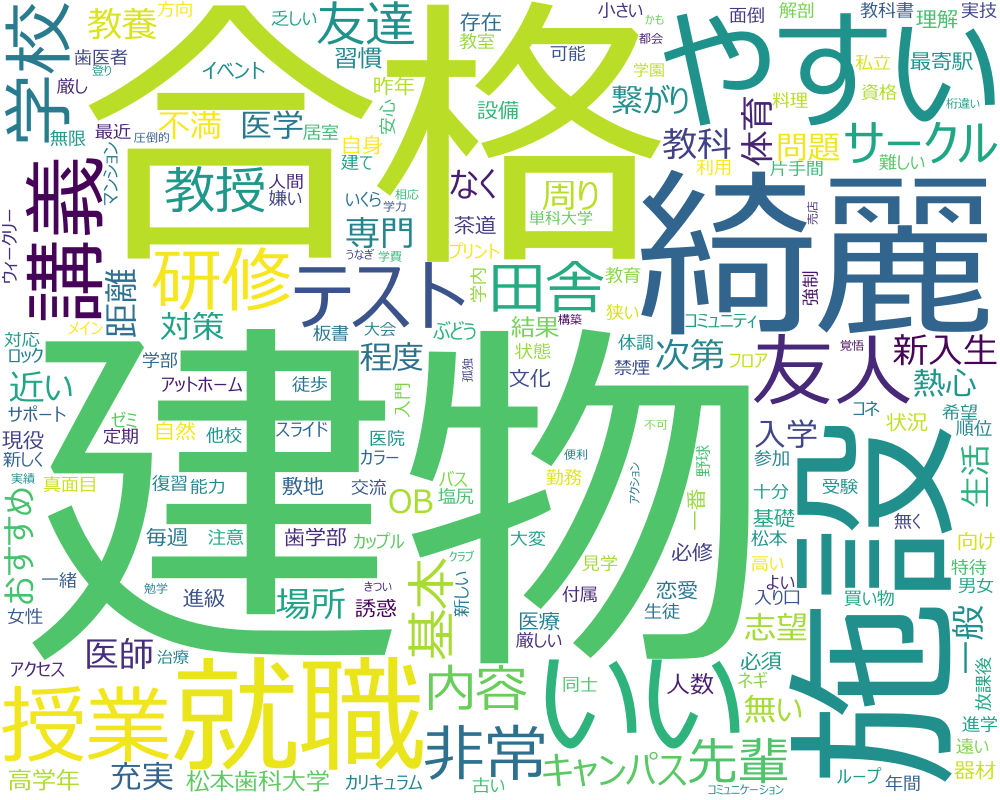 方向
教養
歯医者
厳し
登り
無限
最近
圧倒的
学校
合格
友達
習慣
イベント
昨年
不満
医学
居室
自身
安心
存在
教室
設備
乏しい
可能
小さい
都会
かも
面倒
学園
繋がり
やすい
解剖
料理
教科書
私立
資格
理解
最寄駅
実技
桁違い
教科
体育
利用
問題
片手間
サークル
難しい
マンション
講義
教授
人間
嫌い
建て
いくら
相応
学力
専門
うなぎ
学費
なく
茶道
プリント
周り
単科大学
売店
ウィークリー
距離
研修
テスト
学内
田舎
教育
狭い
強制
綺麗
メイン
対応
ロック
対策
板書
大会
ぶどう
結果
構築
コミュニティ
近い
学部
程度
状態
体調
次第
フロア
友人
覚悟
新入生
サポート
アットホーム
徒歩
入門
孤独
文化
禁煙
熱心
ゼミ
定期
自然
他校
スライド
医院
カラー
現役
新しく
実績
真面目
復習
能力
敷地
交流
OB
バス
塩尻
便利
勤務
アクション
不可
野球
一番
入学
コネ
状況
希望
順位
参加
生活
建物
施設
おすすめ
毎週
注意
歯学部
カップル
大変
見学
必修
基礎
十分
松本
受験
無く
向け
一緒
女性
勉学
進級
場所
きつい
誘惑
基本
クラブ
新しい
付属
恋愛
生徒
高い
よい
入り口
買い物
特待
男女
アクセス
医師
治療
医療
厳しい
志望
一般
放課後
授業
就職
内容
いい
同士
人数
必須
ネギ
無い
進学
高学年
充実
松本歯科大学
カリキュラム
非常
古い
キャンパス
先輩
コミュニケーション
ループ
年間
遠い
器材